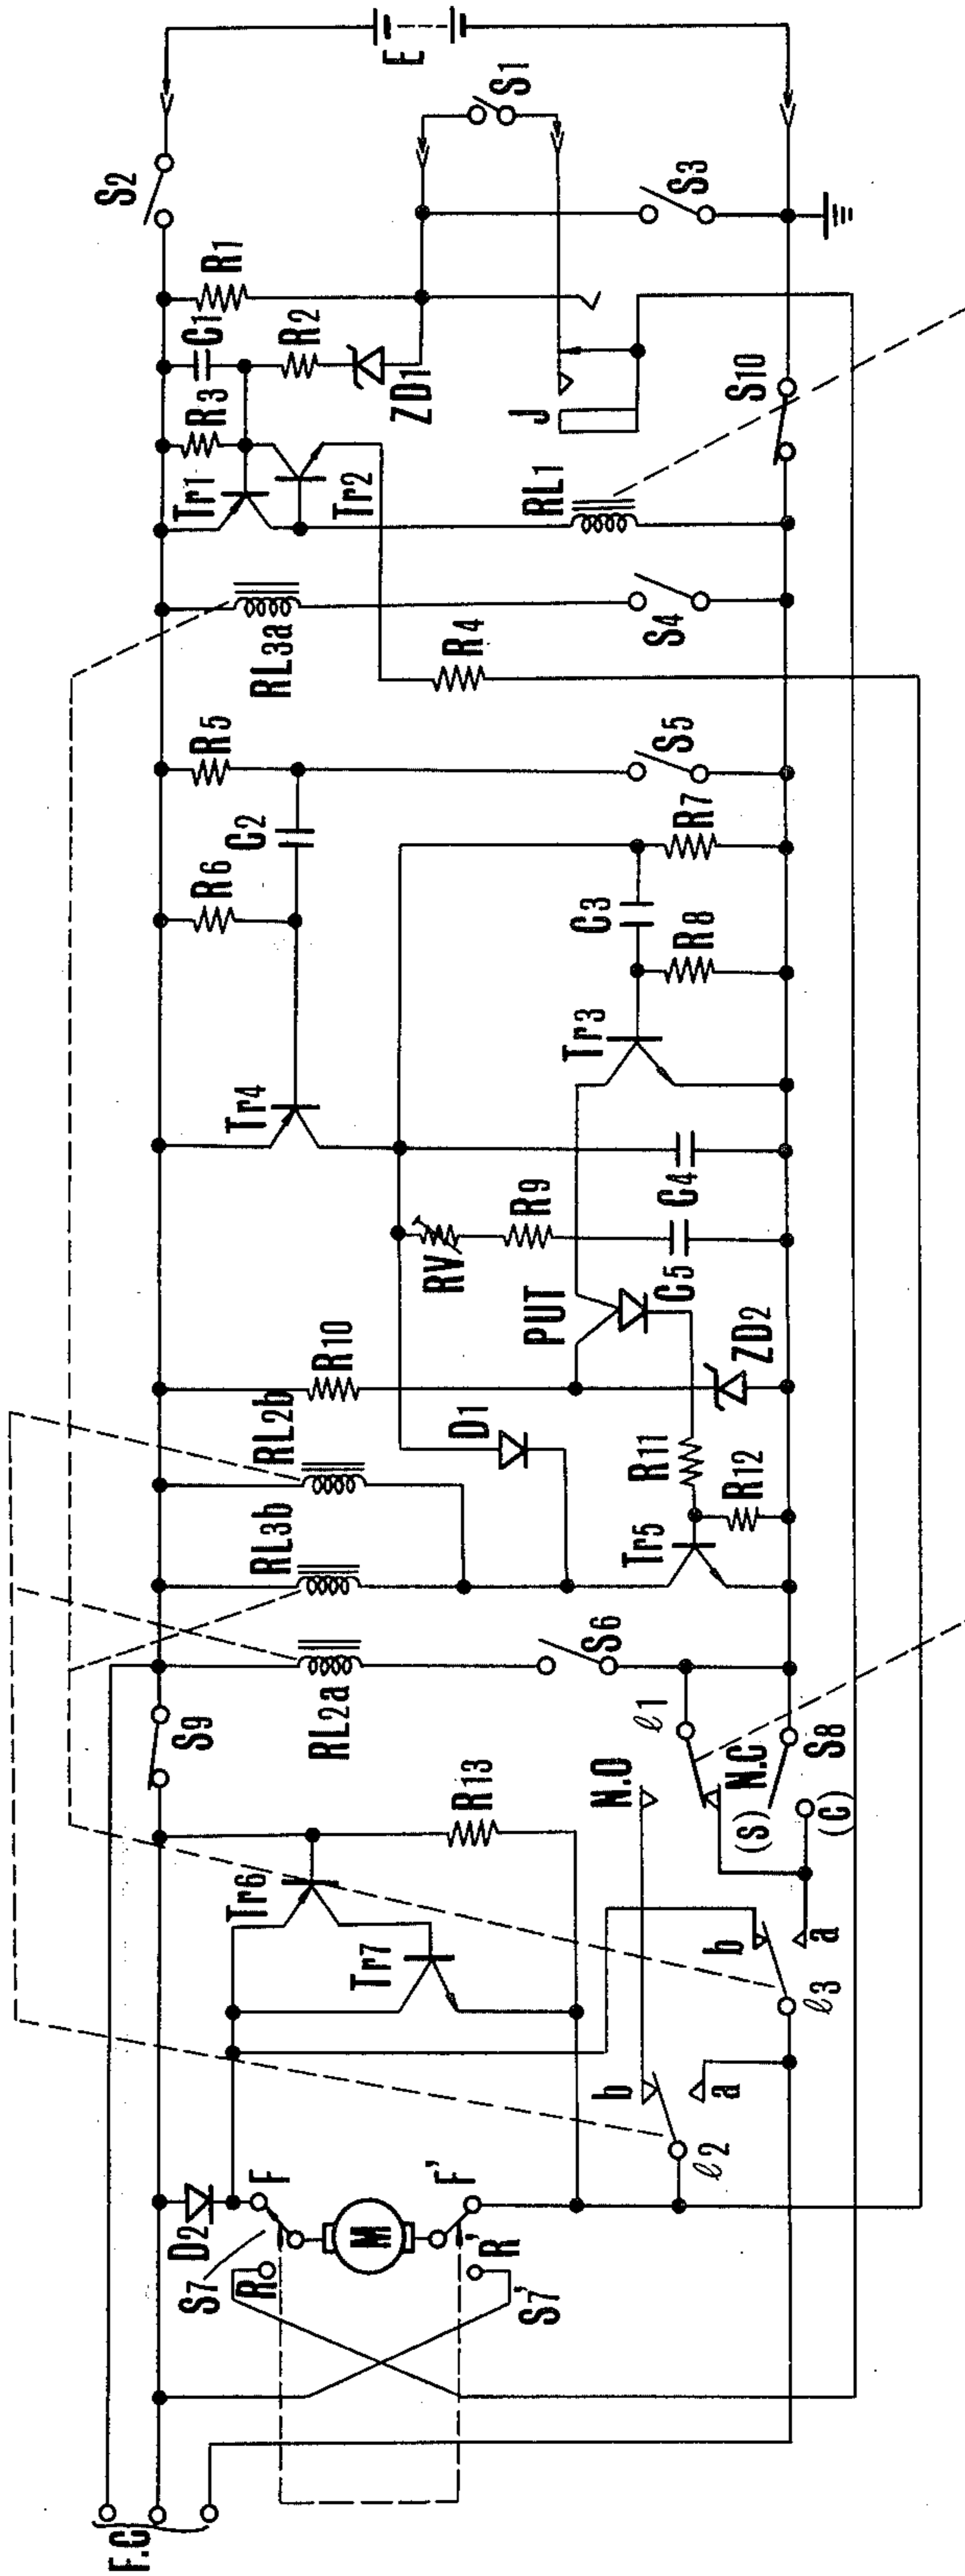 E
S1
S2
S3
R1
C1
R2
ZD1
R3
J
S10
Tr1
Tr2
RL1
RL3a
S4
R4
R5
S5
C2
R6
R7
C3
R8
Tr3
Tr4
C4
R9
RV
C5
PUT
R10
ZD2
D1
RL2b
R11
R12
RL3b
Tr5
S6
RL2a
ℓ1
S9
N.O
N.C
S8
(S)
(C)
R13
Tr6
Tr7
b
a
ℓ3
b
a
ℓ2
D2
F
F'
M
S7
R
R'
S7'
F.C